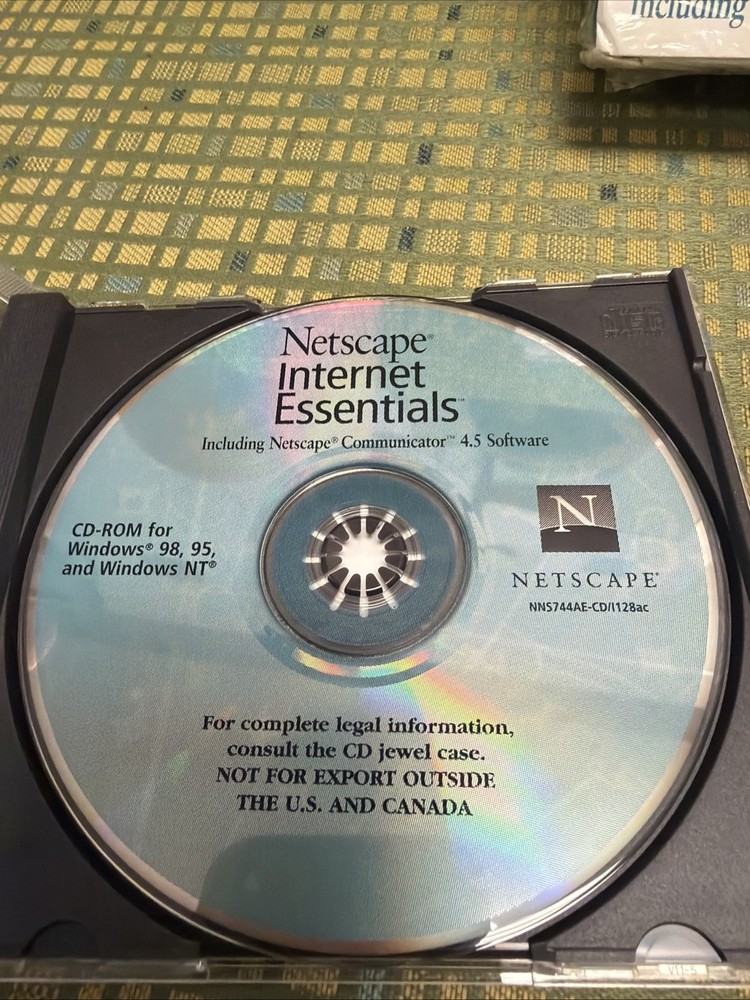 Including
Netscape®
Internet
Essentials™
Including Netscape® Communicator™ 4.5 Software
CD-ROM for
Windows® 98, 95,
and Windows NT®
N
NETSCAPE®
NNS744AE-CD/I128ac
For complete legal information,
consult the CD jewel case.
NOT FOR EXPORT OUTSIDE
THE U.S. AND CANADA